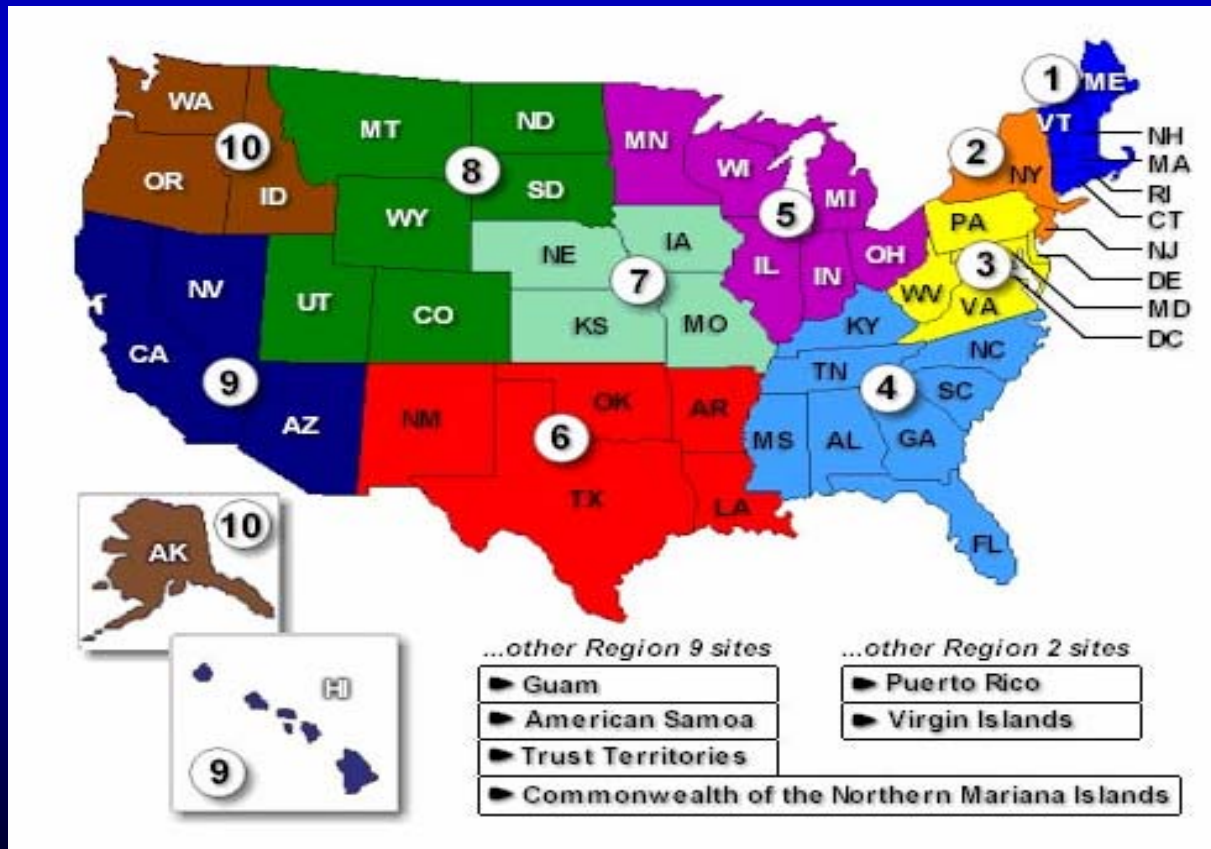 1
ME
WA
MT
ND
MN
VT
NH
10
2
MA
8
WI
OR
ID
SD
NY
RI
MI
5
WY
PA
CT
IA
NE
OH
NJ
IL
IN
3
NV
7
DE
UT
CO
WV
VA
MD
KS
MO
KY
DC
CA
NC
TN
9
4
SC
NM
OK
AR
AZ
6
MS
AL
GA
TX
LA
10
AK
FL
...other Region 9 sites
Guam
American Samoa
Trust Territories
Commonwealth of the Northern Mariana Islands
...other Region 2 sites
Puerto Rico
Virgin Islands
HI
9